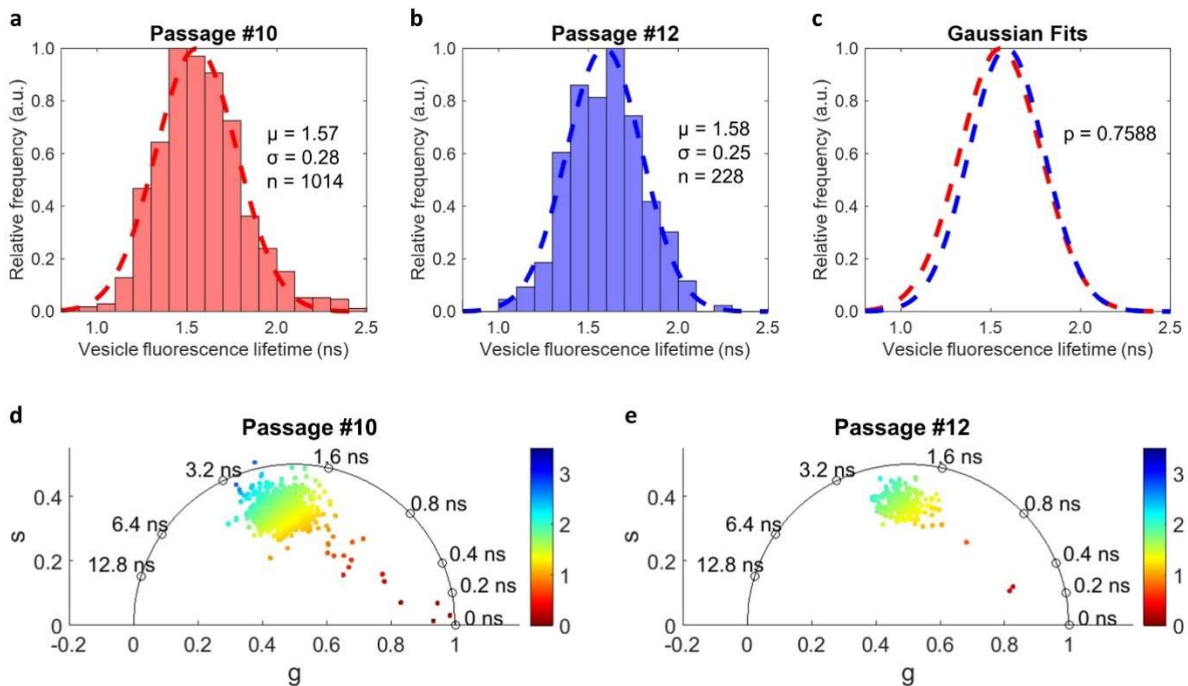 a
Passage #10
Relative frequency (a.u.)
1.0
0.8
0.6
0.4
0.2
0.0
μ = 1.57
σ = 0.28
n = 1014
1.0
1.5
2.0
2.5
Vesicle fluorescence lifetime (ns)
b
Passage #12
Relative frequency (a.u.)
1.0
0.8
0.6
0.4
0.2
0.0
μ = 1.58
σ = 0.25
n = 228
1.0
1.5
2.0
2.5
Vesicle fluorescence lifetime (ns)
c
Gaussian Fits
Relative frequency (a.u.)
1.0
0.8
0.6
0.4
0.2
0.0
p = 0.7588
1.0
1.5
2.0
2.5
Vesicle fluorescence lifetime (ns)
d
Passage #10
s
0.4
0.2
0
3.2 ns
1.6 ns
6.4 ns
0.8 ns
12.8 ns
0.4 ns
0.2 ns
0 ns
-0.2
0
0.2
0.4
0.6
0.8
1
g
3
2
1
0
e
Passage #12
s
0.4
0.2
0
3.2 ns
1.6 ns
6.4 ns
0.8 ns
12.8 ns
0.4 ns
0.2 ns
0 ns
-0.2
0
0.2
0.4
0.6
0.8
1
g
3
2
1
0